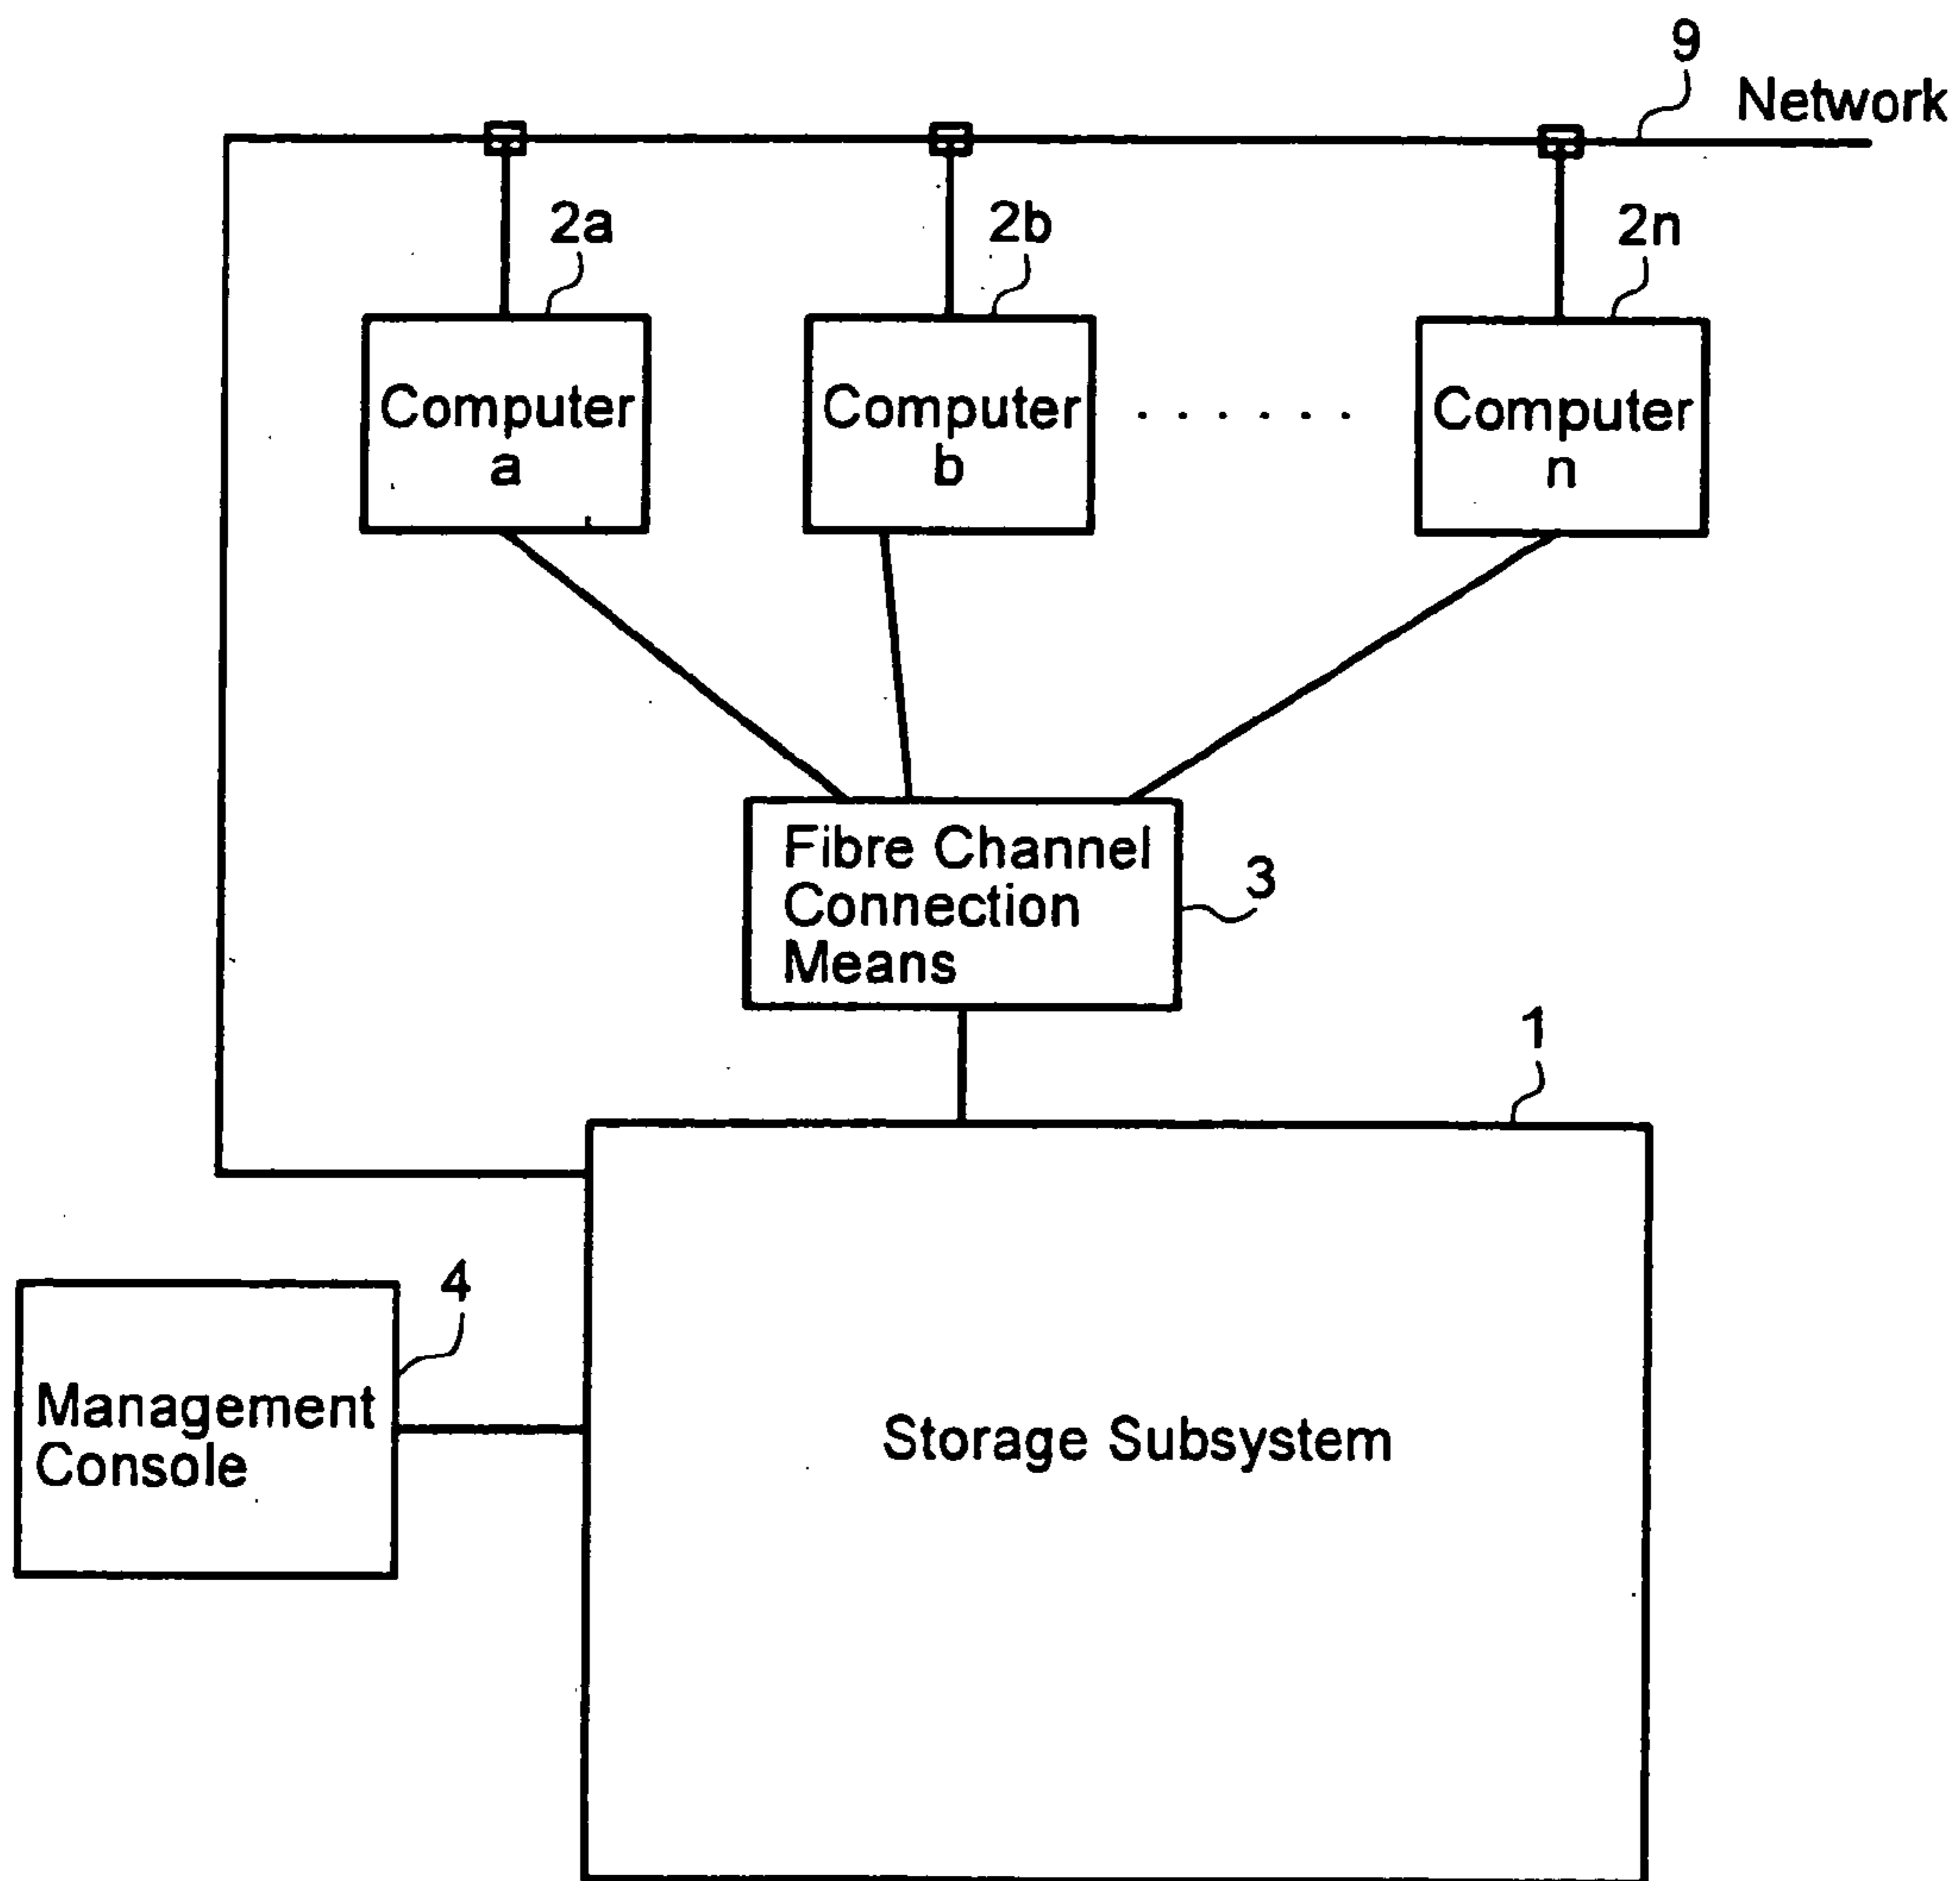 9
Network
2a
2b
2n
Computer
a
Computer
b
.......
Computer
n
Fibre Channel
Connection
Means
3
1
4
Management
Console
Storage Subsystem